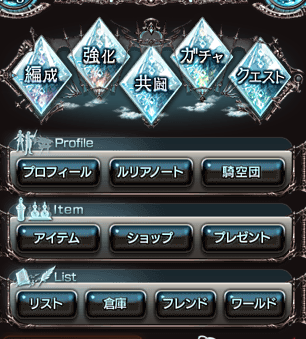 編成 強化 共闘 ガチャ クエスト
Profile
プロフィール ルリアノート 騎空団
Item
アイテム ショップ プレゼント
List
リスト 倉庫 フレンド ワールド